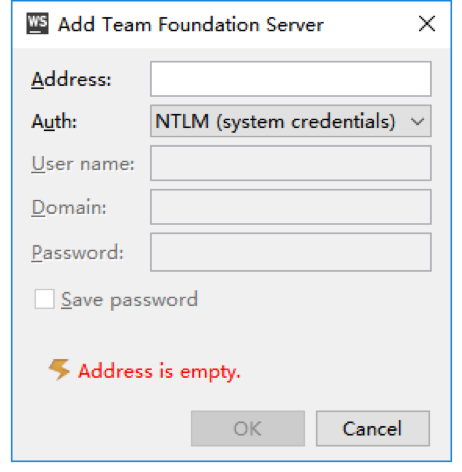 WS Add Team Foundation Server
Address:
Auth: NTLM (system credentials)
User name:
Domain:
Password:
Save password
Address is empty.
OK Cancel